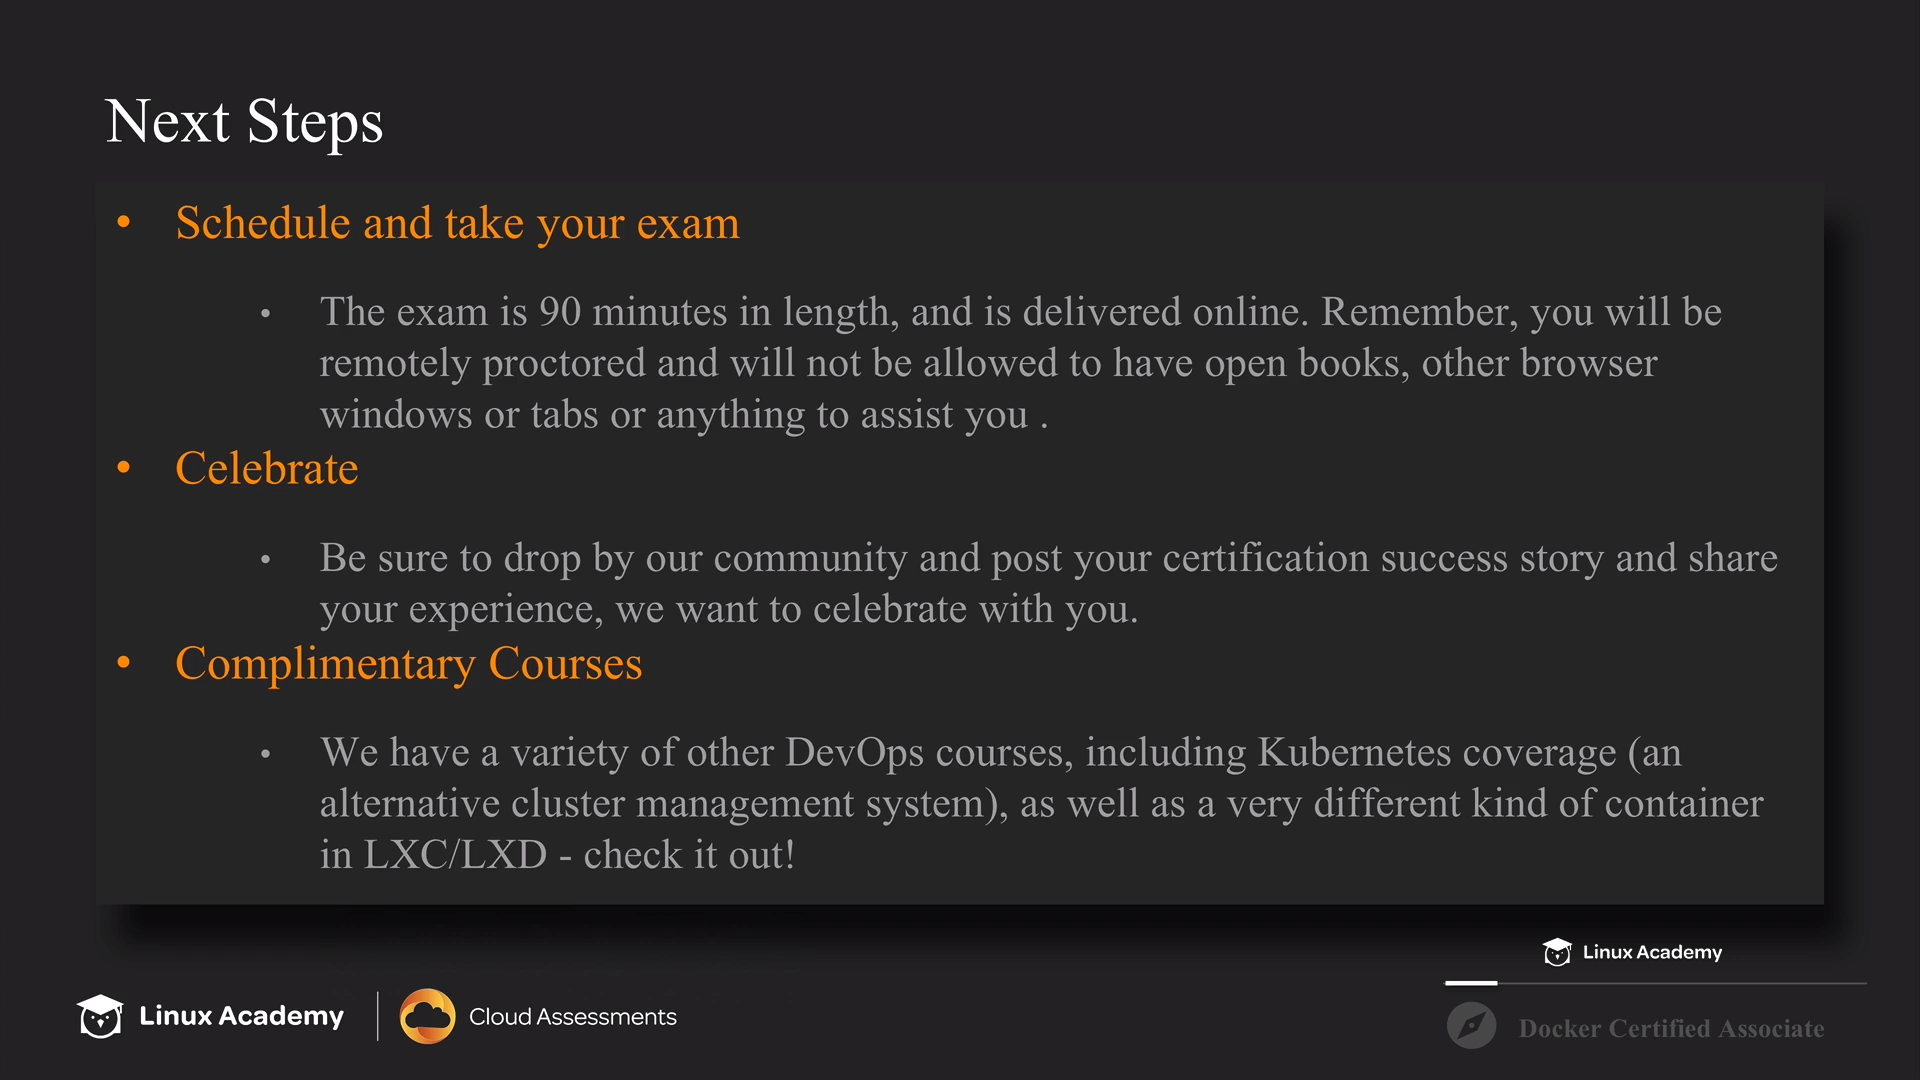 Next Steps
• Schedule and take your exam
• The exam is 90 minutes in length, and is delivered online. Remember, you will be
remotely proctored and will not be allowed to have open books, other browser
windows or tabs or anything to assist you .
• Celebrate
• Be sure to drop by our community and post your certification success story and share
your experience, we want to celebrate with you.
• Complimentary Courses
• We have a variety of other DevOps courses, including Kubernetes coverage (an
alternative cluster management system), as well as a very different kind of container
in LXC/LXD - check it out!
Linux Academy
Linux Academy | Cloud Assessments
Docker Certified Associate